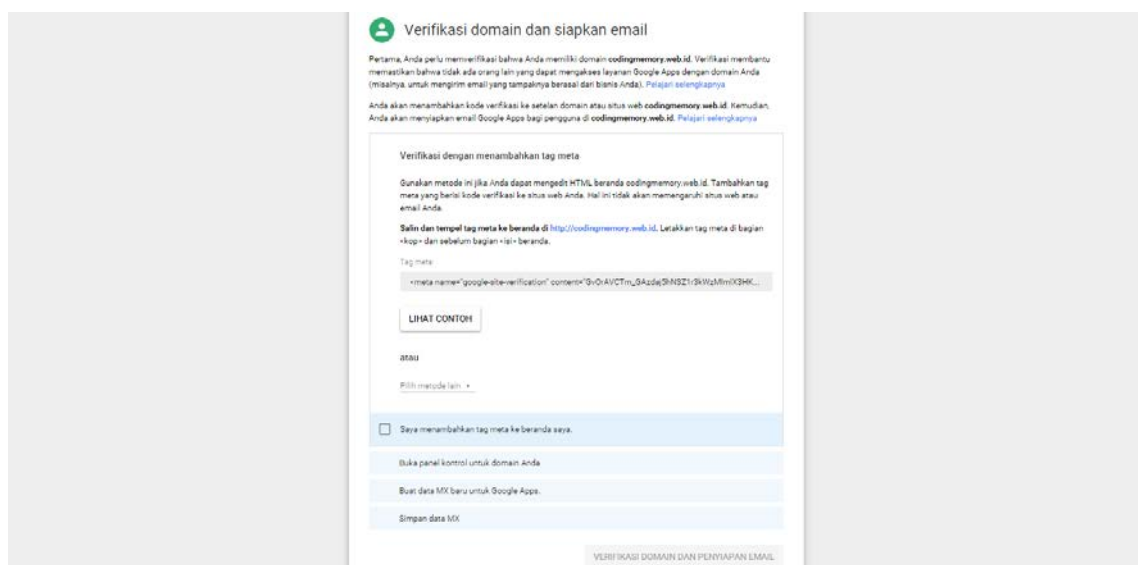 Verifikasi domain dan siapkan email
Pertama, Anda perlu memverifikasi bahwa Anda memiliki domain codingmemory.web.id. Verifikasi membantu
memastikan bahwa tidak ada orang lain yang dapat mengakses layanan Google Apps dengan domain Anda
(misalnya, untuk mengirim email yang tampaknya berasal dari bisnis Anda). Pelajari selengkapnya
Anda akan menambahkan kode verifikasi ke setelan domain atau situs web codingmemory.web.id. Kemudian,
Anda akan menyiapkan email Google Apps bagi pengguna di codingmemory.web.id. Pelajari selengkapnya
Verifikasi dengan menambahkan tag meta
Gunakan metode ini jika Anda dapat mengedit HTML beranda codingmemory.web.id. Tambahkan tag
meta yang berisi kode verifikasi ke situs web Anda. Hal ini tidak akan memengaruhi situs web atau
email Anda.
Salin dan tempel tag meta ke beranda di http://codingmemory.web.id. Letakkan tag meta di bagian
<kop> dan sebelum bagian <isi> beranda.
Tag meta:
<meta name="google-site-verification"
LIHAT CONTOH
atau
Pilih metode lain
Saya menambahkan tag meta ke beranda saya.
Buka panel kontrol untuk domain Anda
Buat data MX baru untuk Google Apps.
Simpan data MX
VERIFIKASI DOMAIN DAN PENYIAPAN EMAIL